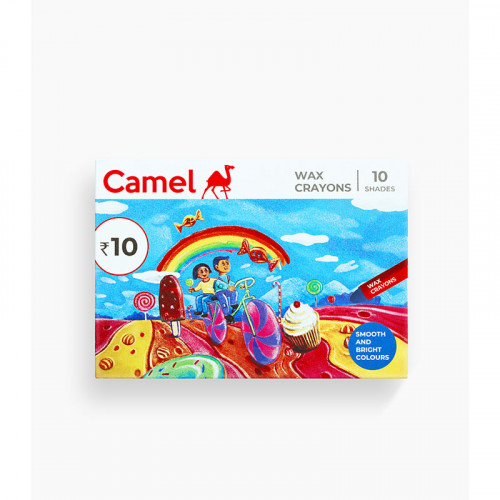 Camel
WAX
CRAYONS
10
SHADES
₹10
WAX
CRAYONS
SMOOTH
AND
BRIGHT
COLOURS